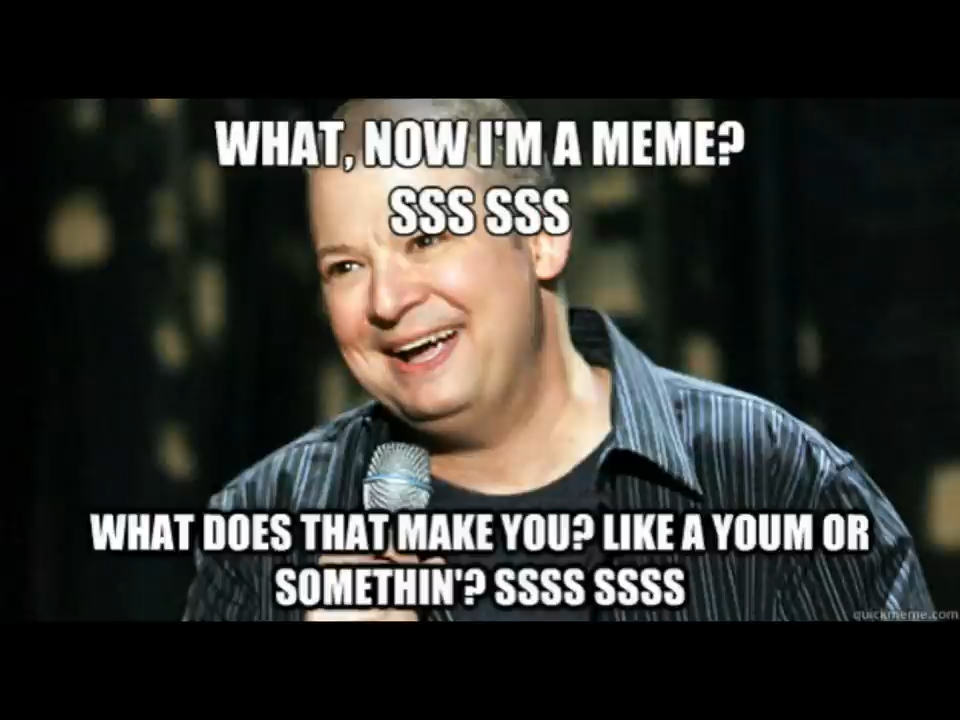 WHAT, NOW I'M A MEME?
SSS SSS
WHAT DOES THAT MAKE YOU? LIKE A YOUM OR
SOMETHIN'? SSSS SSSS
quickmeme.com